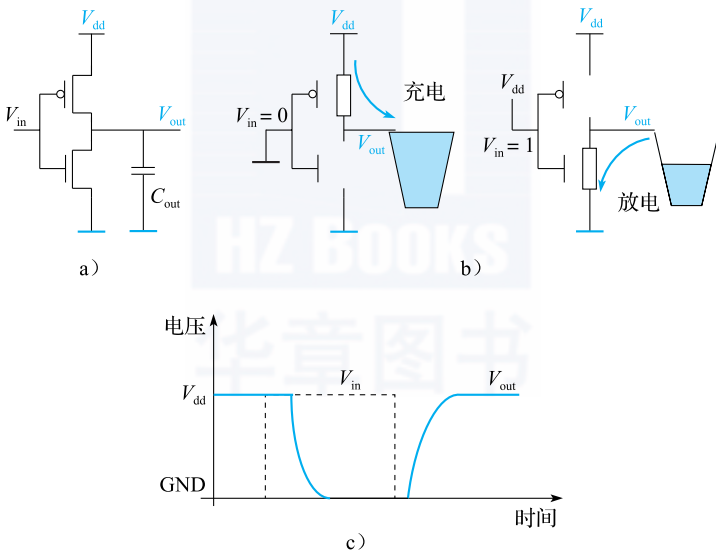 Vdd
Vin
Vout
Cout
a）
Vdd
Vin = 0
充电
Vout
Vdd
Vdd
Vin = 1
Vout
放电
b）
HZ BOOKS
华章图书
电压
Vdd
Vin
Vout
GND
时间
c）